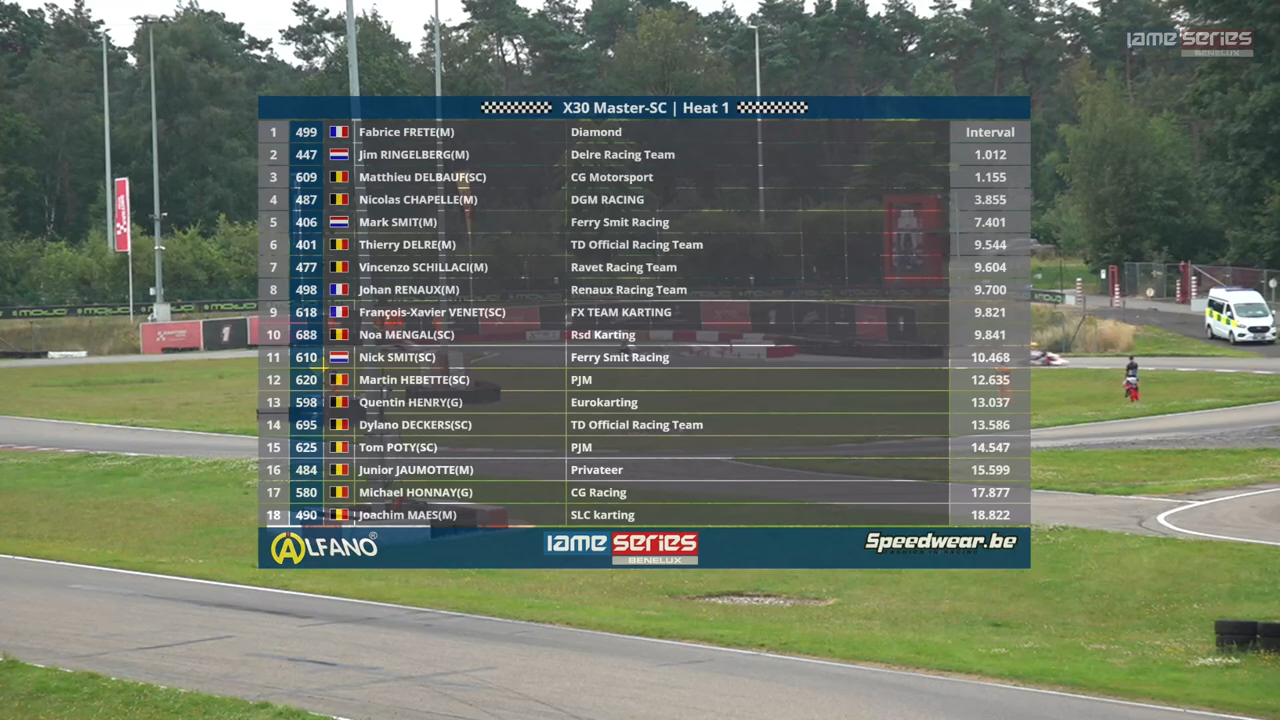 IAME SERIES
BENELUX
X30 Master-SC | Heat 1
1 499 Fabrice FRETE(M) Diamond Interval
2 447 Jim RINGELBERG(M) Delre Racing Team 1.012
3 609 Matthieu DELBAUF(SC) CG Motorsport 1.155
4 487 Nicolas CHAPELLE(M) DGM RACING 3.855
5 406 Mark SMIT(M) Ferry Smit Racing 7.401
6 401 Thierry DELRE(M) TD Official Racing Team 9.544
7 477 Vincenzo SCHILLACI(M) Ravet Racing Team 9.604
8 498 Johan RENAUX(M) Renaux Racing Team 9.700
9 618 François-Xavier VENET(SC) FX TEAM KARTING 9.821
10 688 Noa MENGAL(SC) Rsd Karting 9.841
11 610 Nick SMIT(SC) Ferry Smit Racing 10.468
12 620 Martin HEBETTE(SC) PJM 12.635
13 598 Quentin HENRY(G) Eurokarting 13.037
14 695 Dylano DECKERS(SC) TD Official Racing Team 13.586
15 625 Tom POTY(SC) PJM 14.547
16 484 Junior JAUMOTTE(M) Privateer 15.599
17 580 Michael HONNAY(G) CG Racing 17.877
18 490 Joachim MAES(M) SLC karting 18.822
ALFANO® IAME SERIES Speedwear.be
BENELUX